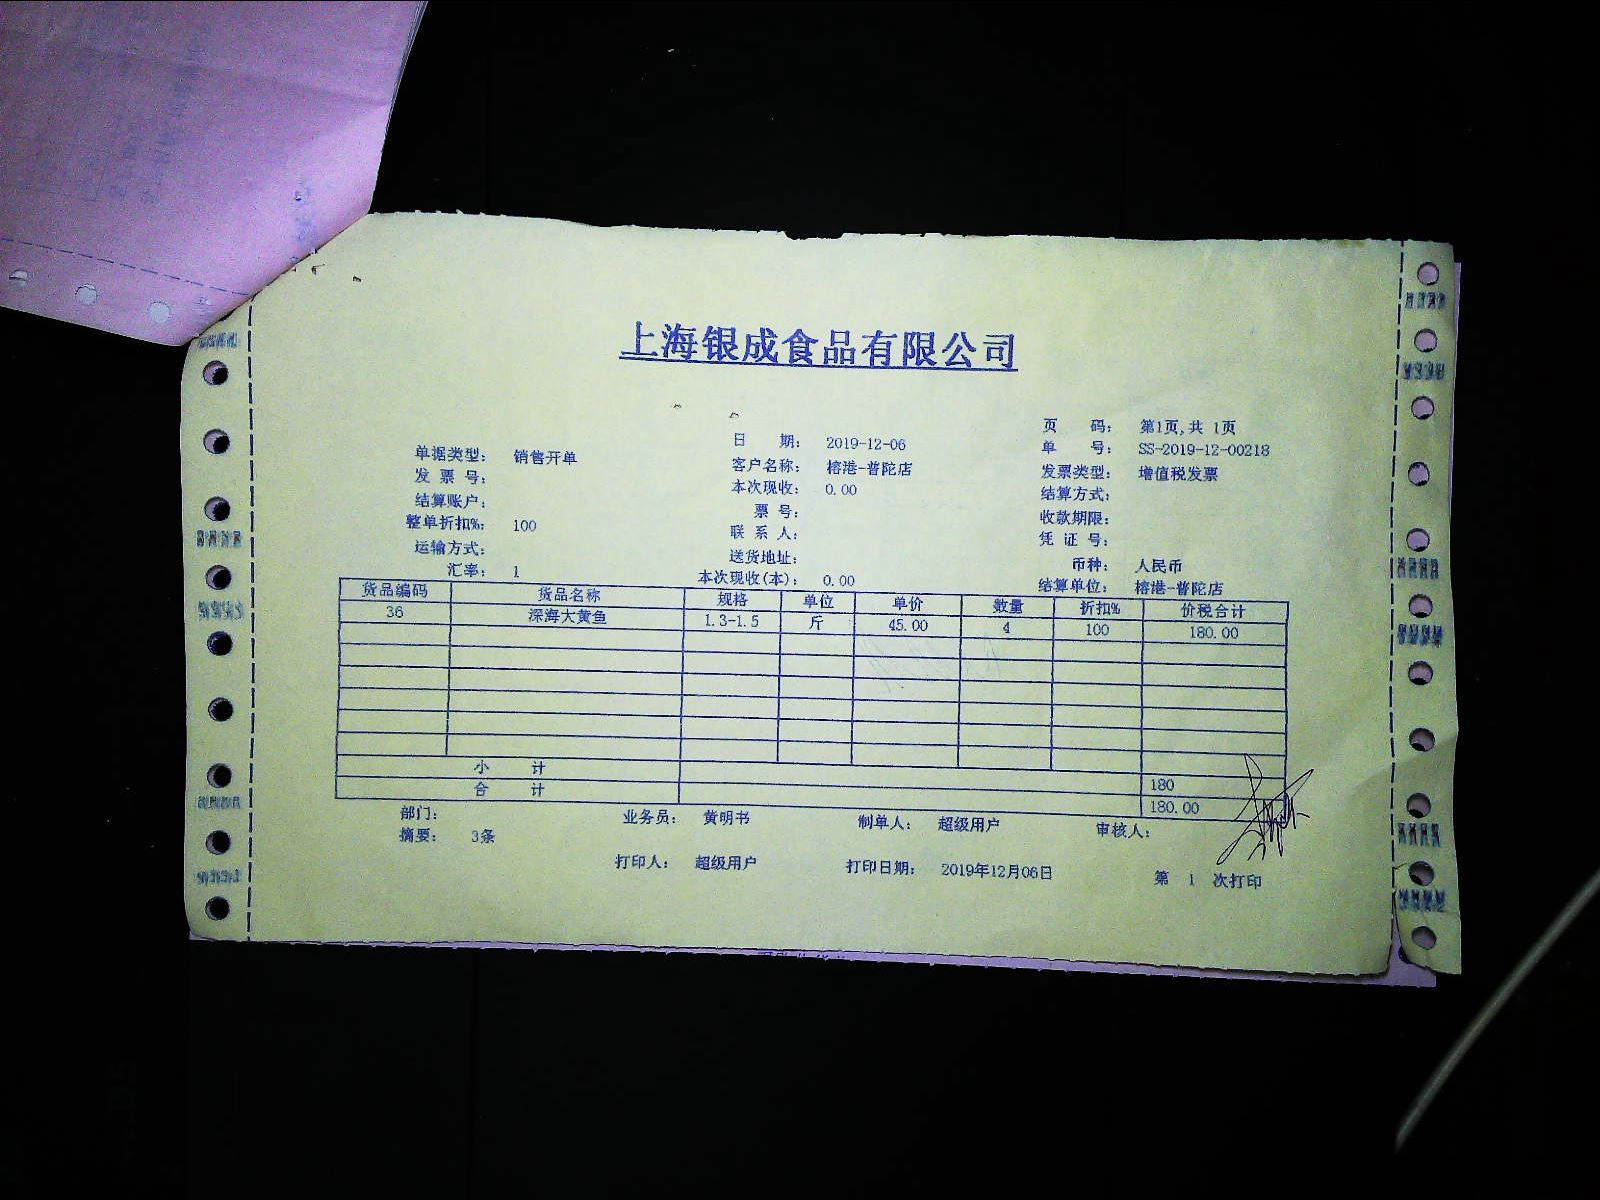 上海银成食品有限公司
页 码： 第1页,共 1页
单据类型： 销售开单 日 期： 2019-12-06 单 号： SS-2019-12-00218
发 票 号： 客户名称： 榕港-普陀店 发票类型： 增值税发票
结算账户： 本次现收： 0.00 结算方式：
整单折扣%： 100 票 号： 收款期限：
运输方式： 联 系 人： 凭 证 号：
送货地址： 币种： 人民币
汇率： 1 本次现收(本)： 0.00 结算单位： 榕港-普陀店
货品编码 货品名称 规格 单位 单价 数量 折扣% 价税合计
36 深海大黄鱼 1.3-1.5 斤 45.00 4 100 180.00
小 计 180
合 计 180.00
部门： 业务员： 黄明书 制单人： 超级用户 审核人：
摘要： 3条
打印人： 超级用户 打印日期： 2019年12月06日 第 1 次打印